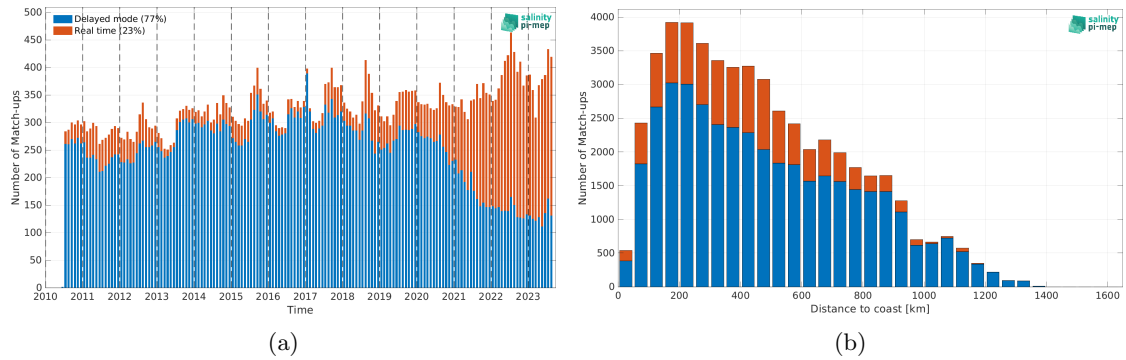 Delayed mode (77%)
Real time (23%)
salinity
pi-mep
Number of Match-ups
500
450
400
350
300
250
200
150
100
50
0
2010 2011 2012 2013 2014 2015 2016 2017 2018 2019 2020 2021 2022 2023
Time
(a)
salinity
pi-mep
Number of Match-ups
4000
3500
3000
2500
2000
1500
1000
500
0
0 200 400 600 800 1000 1200 1400 1600
Distance to coast [km]
(b)